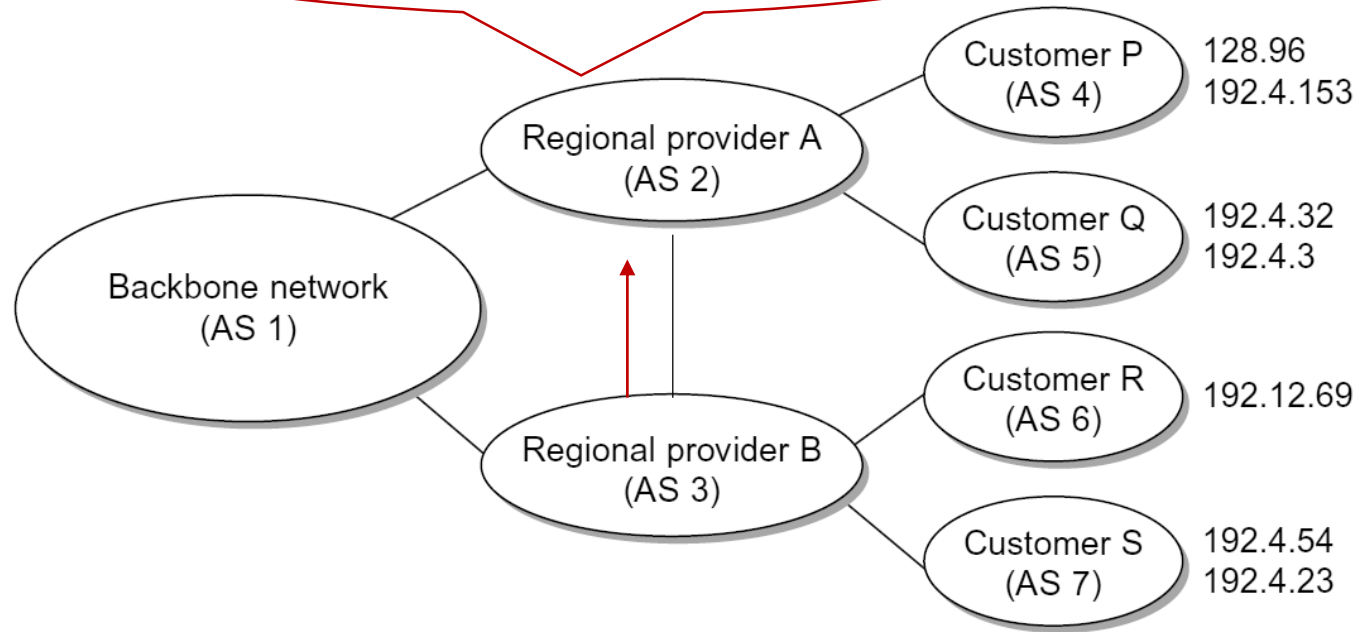 Customer P
(AS 4)
128.96
192.4.153
Regional provider A
(AS 2)
Customer Q
(AS 5)
192.4.32
192.4.3
Backbone network
(AS 1)
Customer R
(AS 6)
192.12.69
Regional provider B
(AS 3)
Customer S
(AS 7)
192.4.54
192.4.23